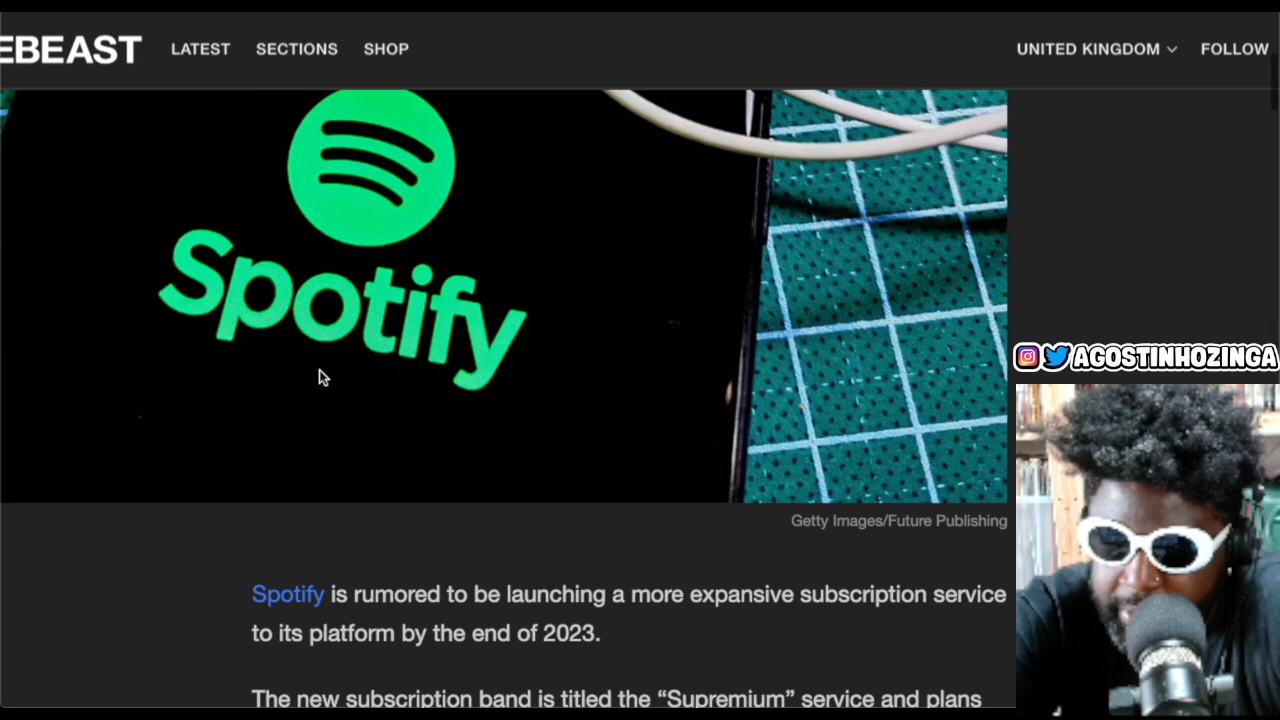 EBEAST
LATEST
SECTIONS
SHOP
UNITED KINGDOM
FOLLOW
Spotify
AGOSTINHOZINGA
Getty Images/Future Publishing
Spotify is rumored to be launching a more expansive subscription service
to its platform by the end of 2023.
The new subscription band is titled the “Supremium” service and plans